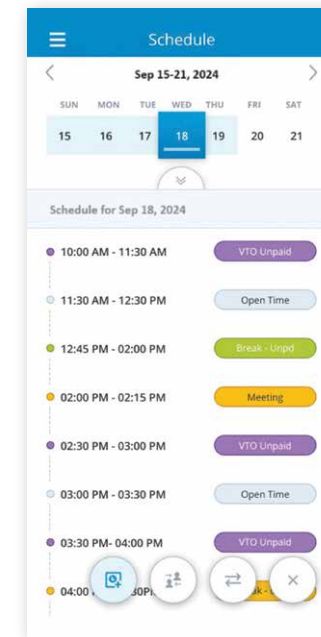 Schedule
Sep 15-21, 2024
SUN MON TUE WED THU FRI SAT
15 16 17 18 19 20 21
Schedule for Sep 18, 2024
10:00 AM - 11:30 AM VTO Unpaid
11:30 AM - 12:30 PM Open Time
12:45 PM - 02:00 PM Break - Unpd
02:00 PM - 02:15 PM Meeting
02:30 PM - 03:00 PM VTO Unpaid
03:00 PM - 03:30 PM Open Time
03:30 PM- 04:00 PM VTO Unpaid
04:00